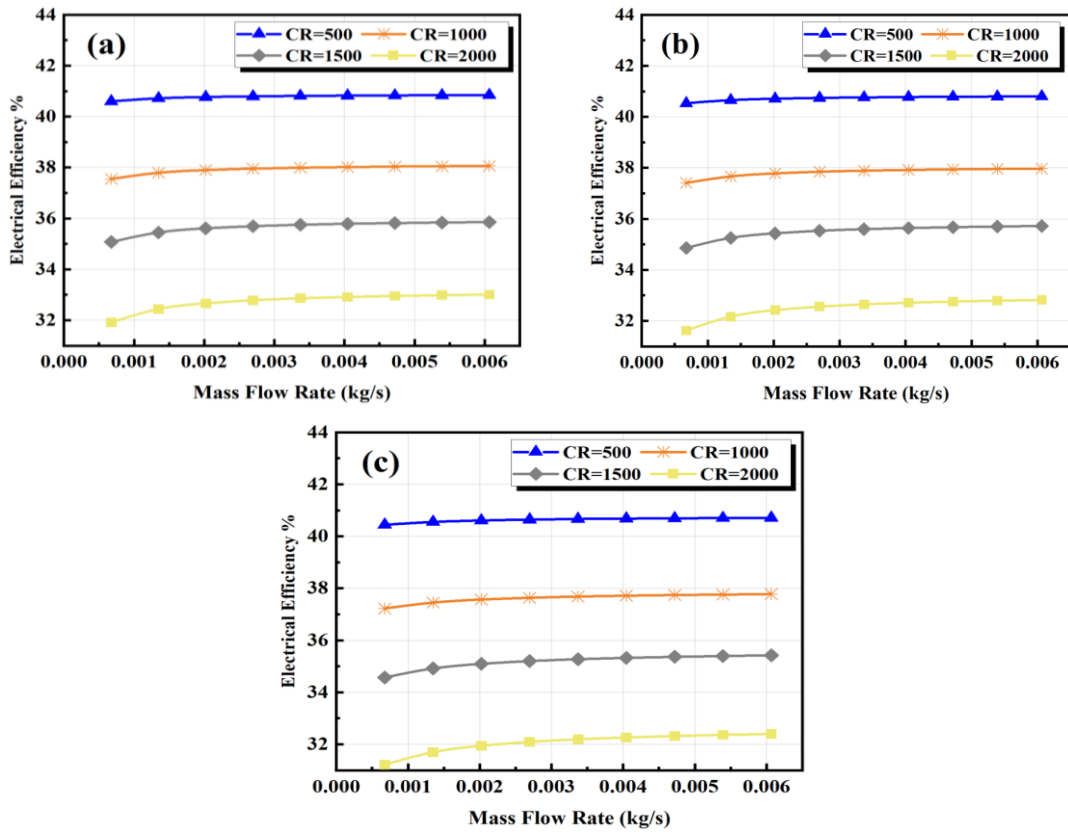 44
(a)
CR=500 CR=1000
CR=1500 CR=2000
42
40
38
36
34
32
Electrical Efficiency %
0.000 0.001 0.002 0.003 0.004 0.005 0.006
Mass Flow Rate (kg/s)
44
(b)
CR=500 CR=1000
CR=1500 CR=2000
42
40
38
36
34
32
Electrical Efficiency %
0.000 0.001 0.002 0.003 0.004 0.005 0.006
Mass Flow Rate (kg/s)
44
(c)
CR=500 CR=1000
CR=1500 CR=2000
42
40
38
36
34
32
Electrical Efficiency %
0.000 0.001 0.002 0.003 0.004 0.005 0.006
Mass Flow Rate (kg/s)